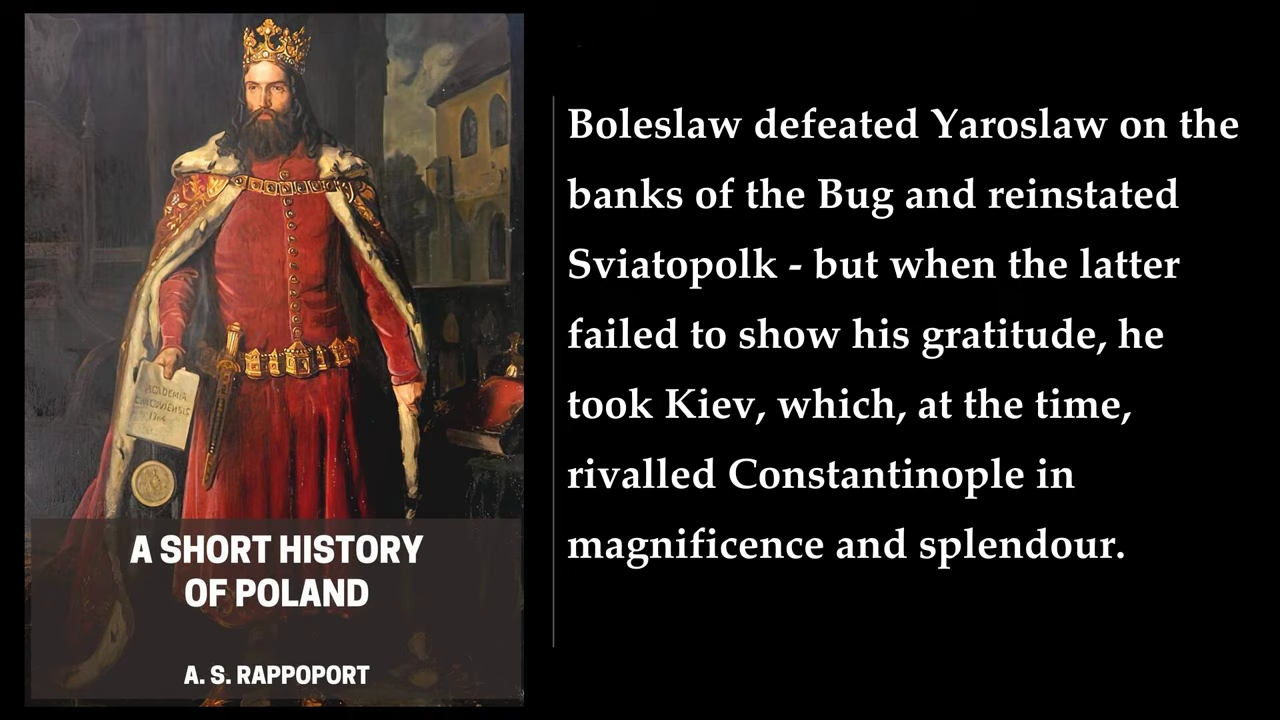 ACADEMIA
A SHORT HISTORY
OF POLAND
A. S. RAPPOPORT
Boleslaw defeated Yaroslaw on the
banks of the Bug and reinstated
Sviatopolk - but when the latter
failed to show his gratitude, he
took Kiev, which, at the time,
rivalled Constantinople in
magnificence and splendour.